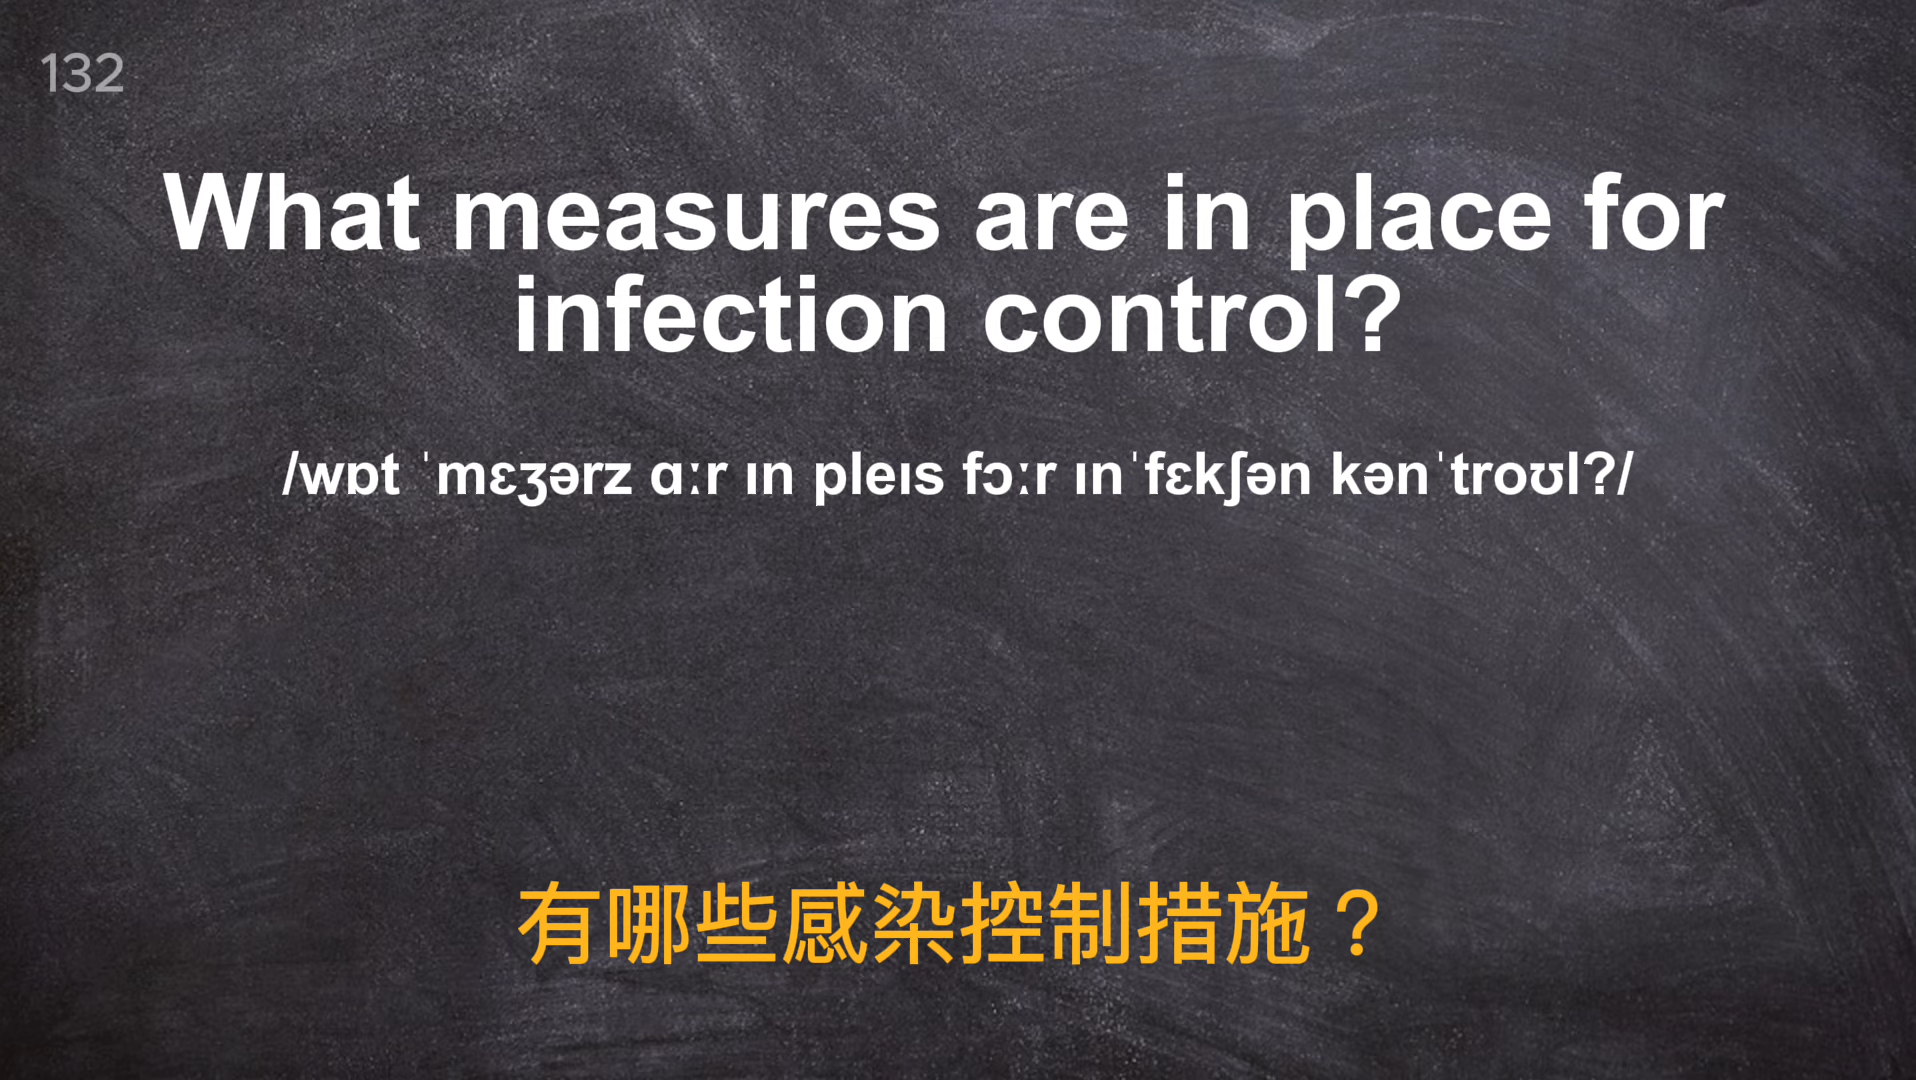 132
What measures are in place for
infection control?
/wɒt ˈmɛʒərz ɑːr ɪn pleɪs fɔːr ɪnˈfɛkʃən kənˈtroʊl?/
有哪些感染控制措施？